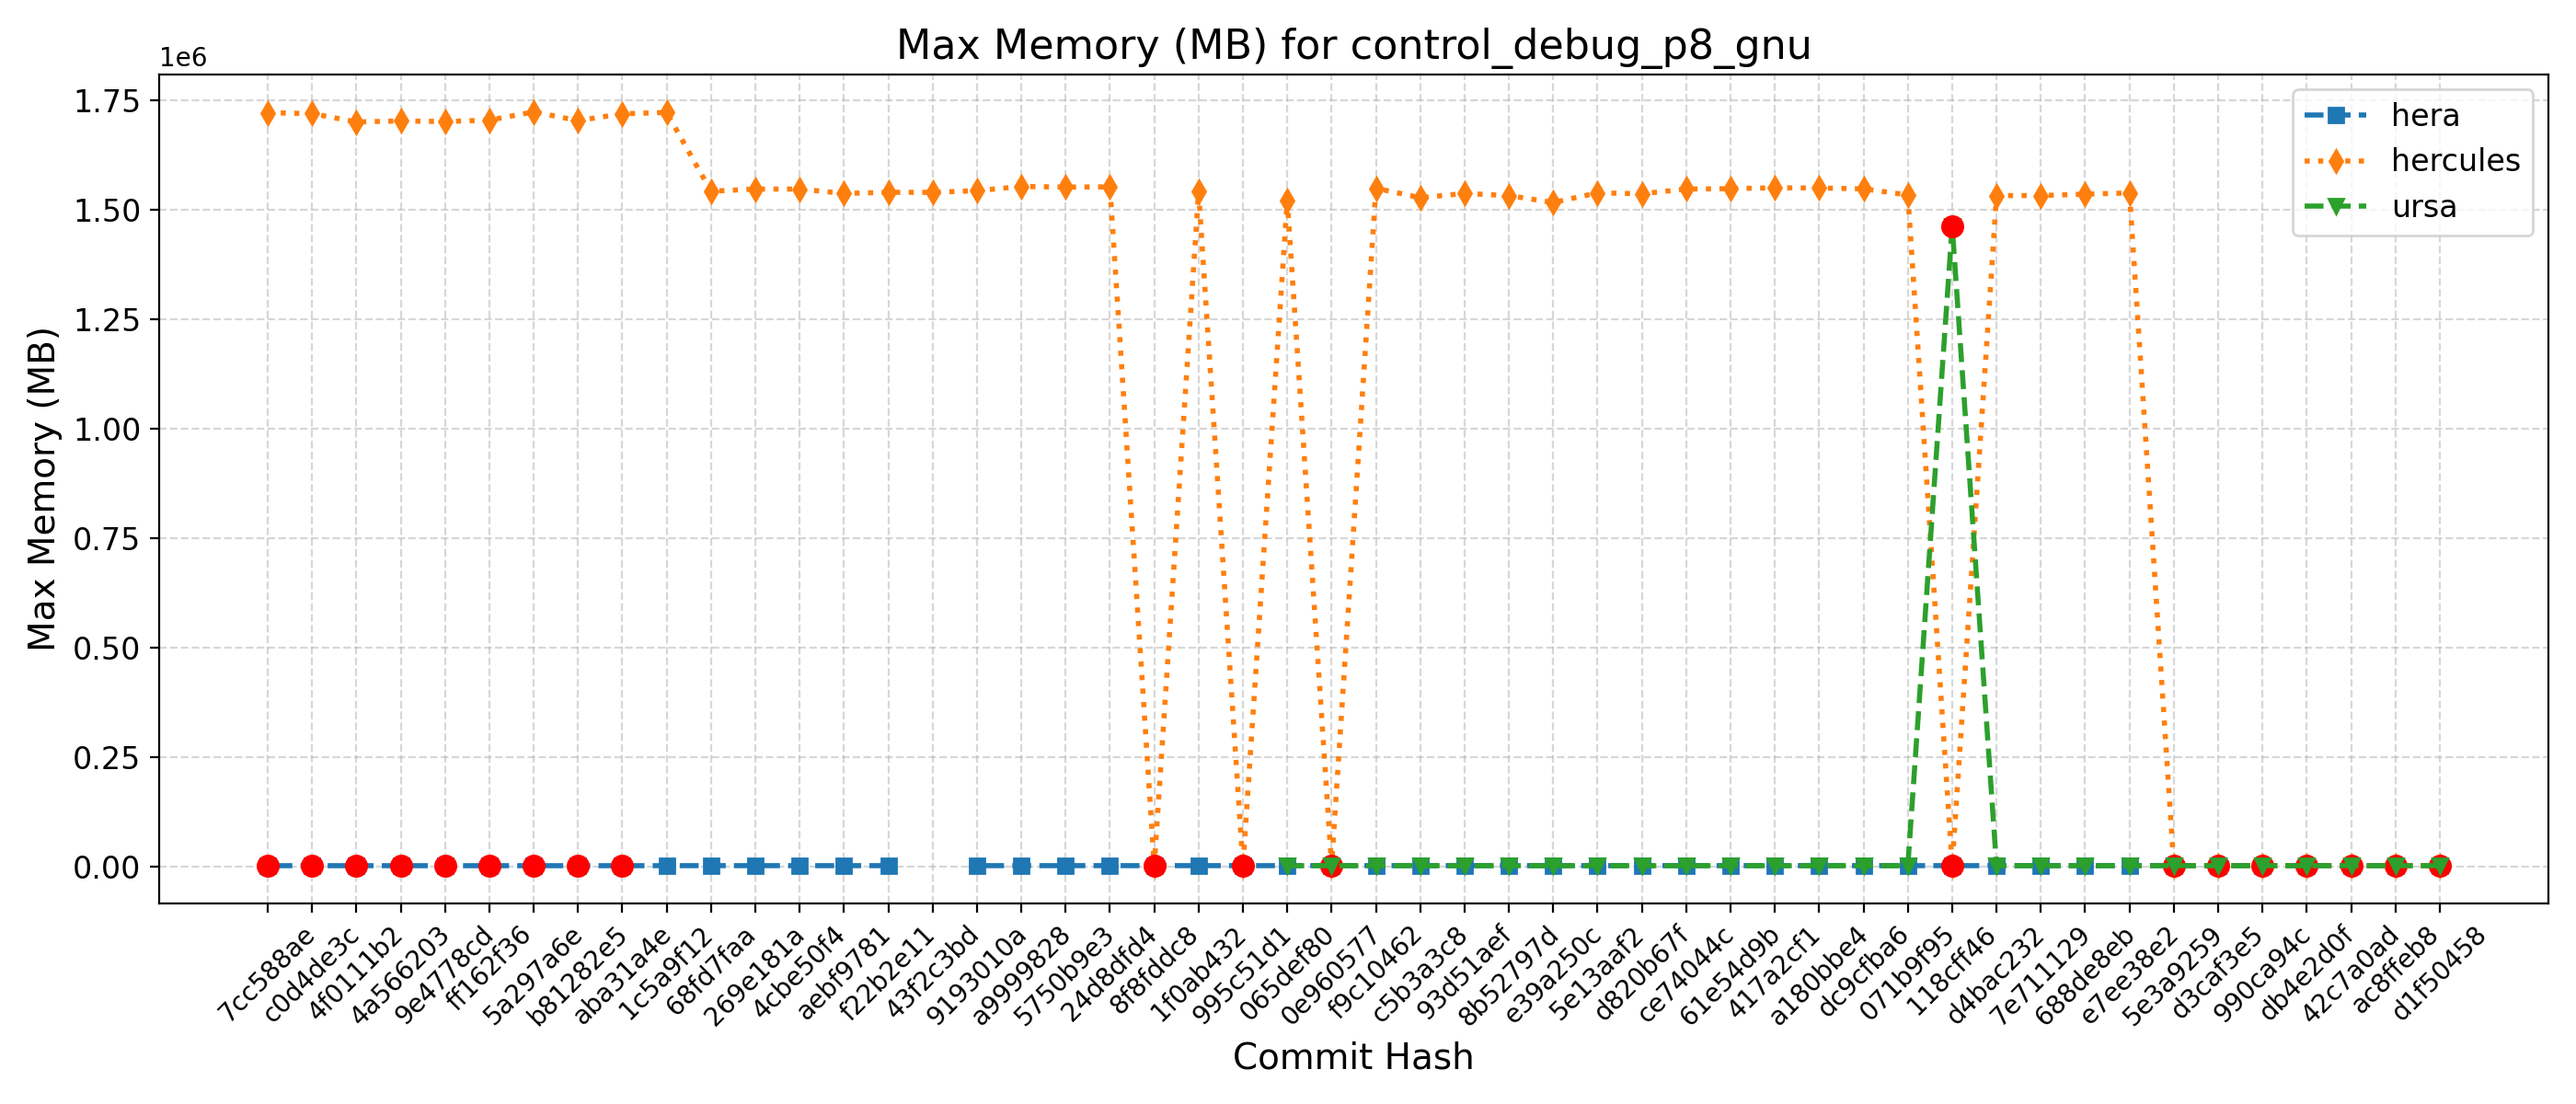 Max Memory (MB) for control_debug_p8_gnu
1e6
1.75
1.50
1.25
1.00
0.75
0.50
0.25
0.00
Max Memory (MB)
hera
hercules
ursa
7cc588ae
c0d4de3c
4f0111b2
4a566203
9e4778cd
ff162f36
5a297a6e
b81282e5
aba31a4e
1c5a9f12
68fd7faa
269e181a
4cbe50f4
aebf9781
f22b2e11
43f2c3bd
9193010a
a9999828
5750b9e3
24d8dfd4
8f8fddc8
1f0ab432
995c51d1
065def80
0e960577
f9c10462
c5b3a3c8
93d51aef
8b52797d
e39a250c
5e13aaf2
d820b67f
ce74044c
61e54d9b
417a2cf1
a180bbe4
dc9cfba6
071b9f95
118cff46
d4bac232
7e711129
688de8eb
e7ee38e2
5e3a9259
d3caf3e5
990ca94c
db4e2d0f
42c7a0ad
ac8ffeb8
d1f50458
Commit Hash